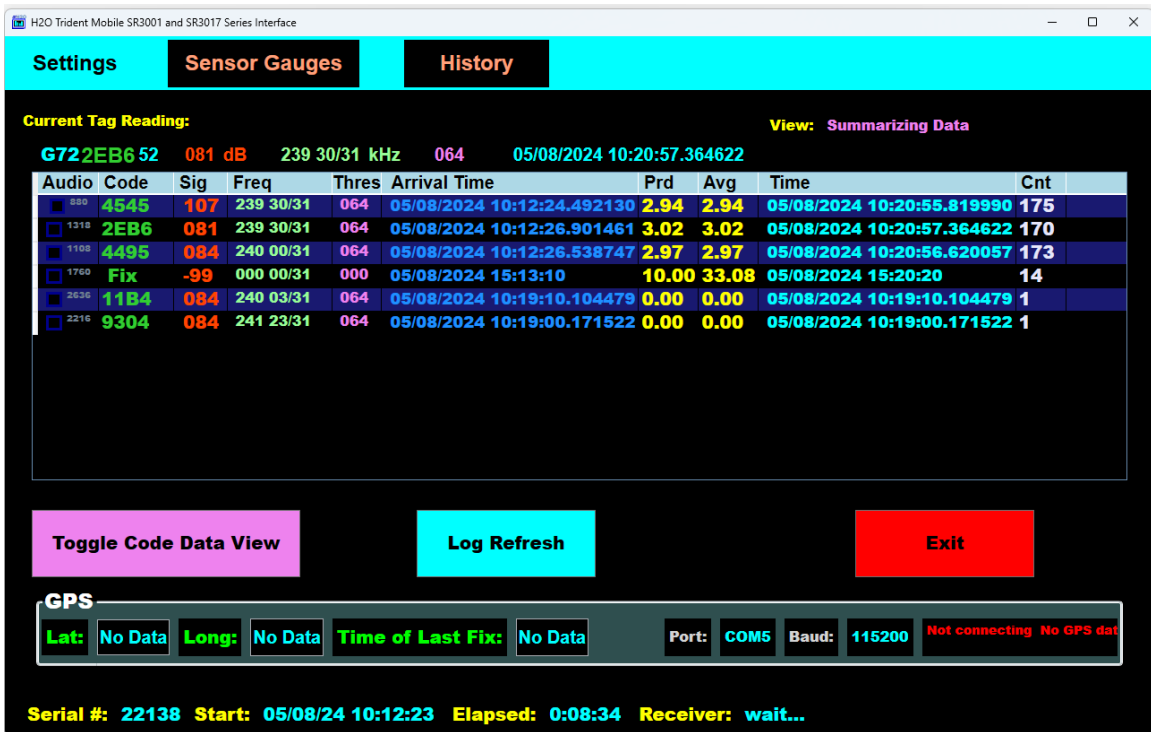 H2O Trident Mobile SR3001 and SR3017 Series Interface
Settings Sensor Gauges History
Current Tag Reading: View: Summarizing Data
G72 2EB6 52 081 dB 239 30/31 kHz 064 05/08/2024 10:20:57.364622
Audio Code Sig Freq Thres Arrival Time Prd Avg Time Cnt
880 4545 107 239 30/31 064 05/08/2024 10:12:24.492130 2.94 2.94 05/08/2024 10:20:55.819990 175
1318 2EB6 081 239 30/31 064 05/08/2024 10:12:26.901461 3.02 3.02 05/08/2024 10:20:57.364622 170
1108 4495 084 240 00/31 064 05/08/2024 10:12:26.538747 2.97 2.97 05/08/2024 10:20:56.620057 173
1760 Fix -99 000 00/31 000 05/08/2024 15:13:10 10.00 33.08 05/08/2024 15:20:20 14
2636 11B4 084 240 03/31 064 05/08/2024 10:19:10.104479 0.00 0.00 05/08/2024 10:19:10.104479 1
2216 9304 084 241 23/31 064 05/08/2024 10:19:00.171522 0.00 0.00 05/08/2024 10:19:00.171522 1
Toggle Code Data View Log Refresh Exit
GPS
Lat: No Data Long: No Data Time of Last Fix: No Data Port: COM5 Baud: 115200 Not connecting No GPS dat
Serial #: 22138 Start: 05/08/24 10:12:23 Elapsed: 0:08:34 Receiver: wait...